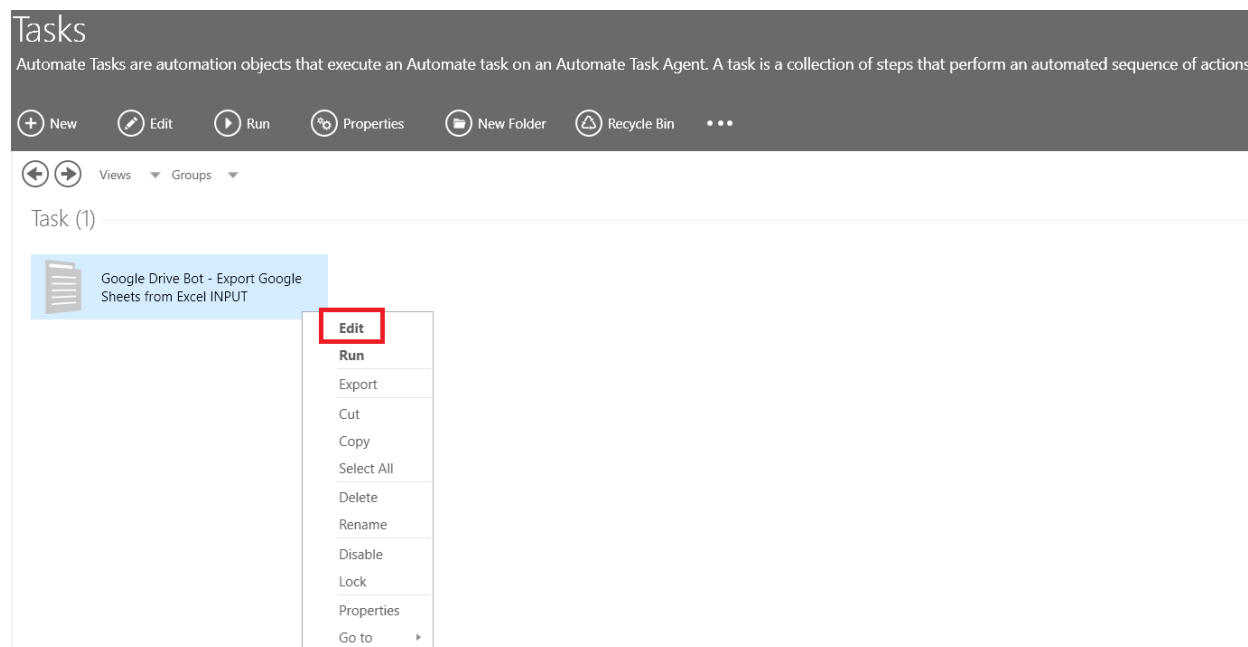 Tasks
Automate Tasks are automation objects that execute an Automate task on an Automate Task Agent. A task is a collection of steps that perform an automated sequence of actions
New Edit Run Properties New Folder Recycle Bin
Views Groups
Task (1)
Google Drive Bot - Export Google
Sheets from Excel INPUT
Edit
Run
Export
Cut
Copy
Select All
Delete
Rename
Disable
Lock
Properties
Go to